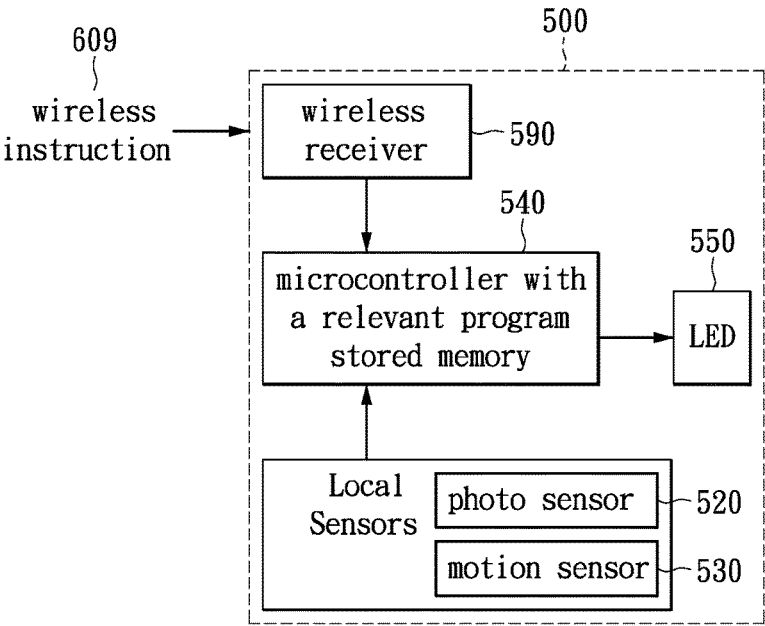 609
wireless
instruction
500
wireless
receiver
590
540
microcontroller with
a relevant program
stored memory
550
LED
Local
Sensors
photo sensor
520
motion sensor
530